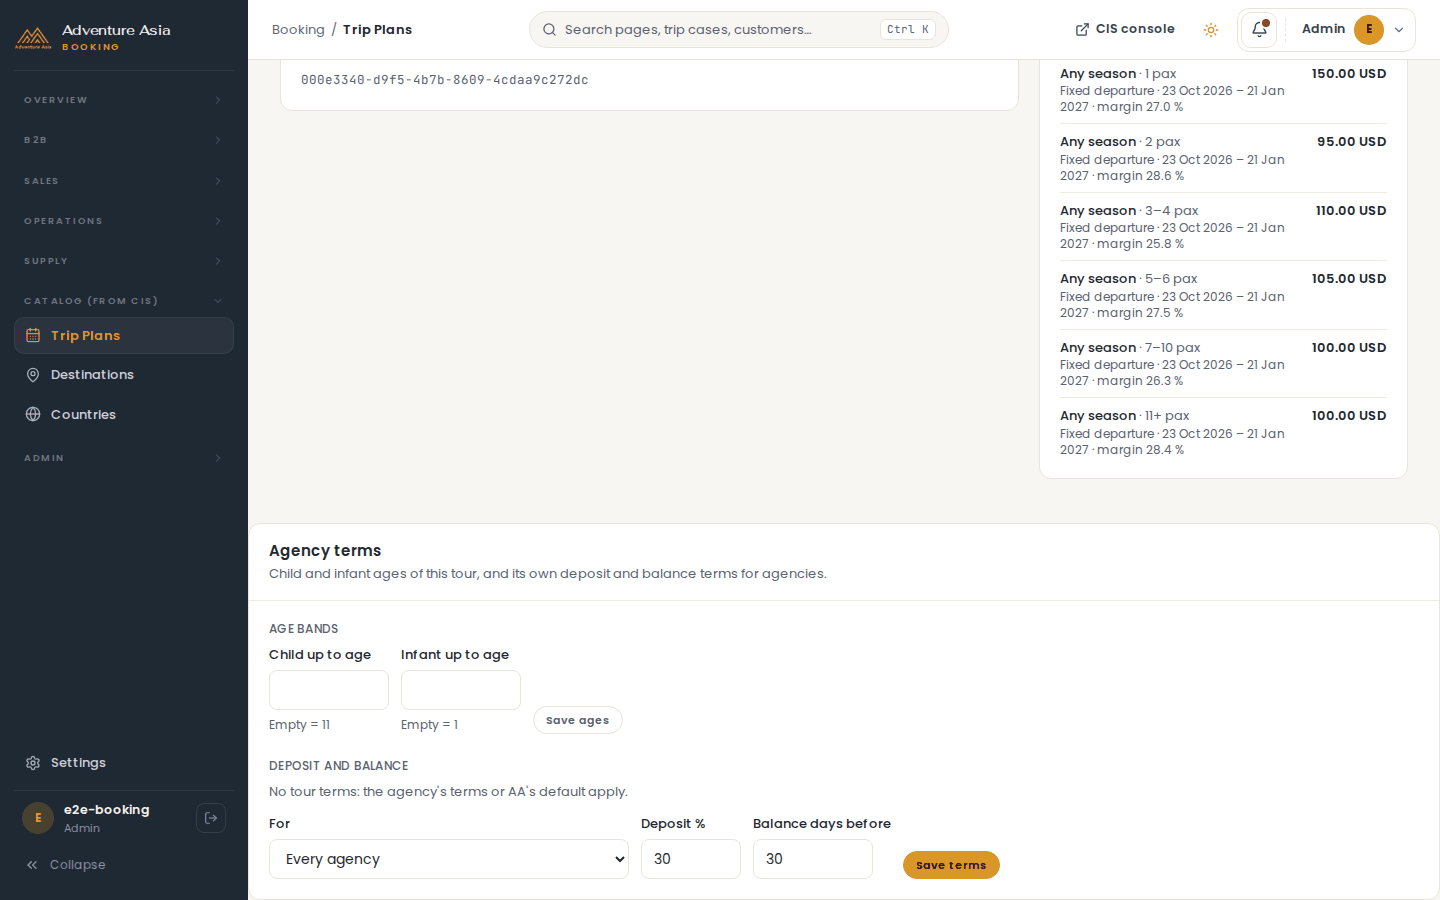 Adventure Asia
Adventure Asia
BOOKING
OVERVIEW
B2B
SALES
OPERATIONS
SUPPLY
CATALOG (FROM CIS)
Trip Plans
Destinations
Countries
ADMIN
Settings
E
e2e-booking
Admin
Collapse
Booking / Trip Plans
Search pages, trip cases, customers...
Ctrl K
CIS console
Admin
E
000e3340-d9f5-4b7b-8609-4cdaa9c272dc
Any season · 1 pax 150.00 USD
Fixed departure · 23 Oct 2026 – 21 Jan
2027 · margin 27.0 %
Any season · 2 pax 95.00 USD
Fixed departure · 23 Oct 2026 – 21 Jan
2027 · margin 28.6 %
Any season · 3–4 pax 110.00 USD
Fixed departure · 23 Oct 2026 – 21 Jan
2027 · margin 25.8 %
Any season · 5–6 pax 105.00 USD
Fixed departure · 23 Oct 2026 – 21 Jan
2027 · margin 27.5 %
Any season · 7–10 pax 100.00 USD
Fixed departure · 23 Oct 2026 – 21 Jan
2027 · margin 26.3 %
Any season · 11+ pax 100.00 USD
Fixed departure · 23 Oct 2026 – 21 Jan
2027 · margin 28.4 %
Agency terms
Child and infant ages of this tour, and its own deposit and balance terms for agencies.
AGE BANDS
Child up to age Infant up to age
Empty = 11 Empty = 1 Save ages
DEPOSIT AND BALANCE
No tour terms: the agency's terms or AA's default apply.
For Deposit % Balance days before
Every agency 30 30 Save terms